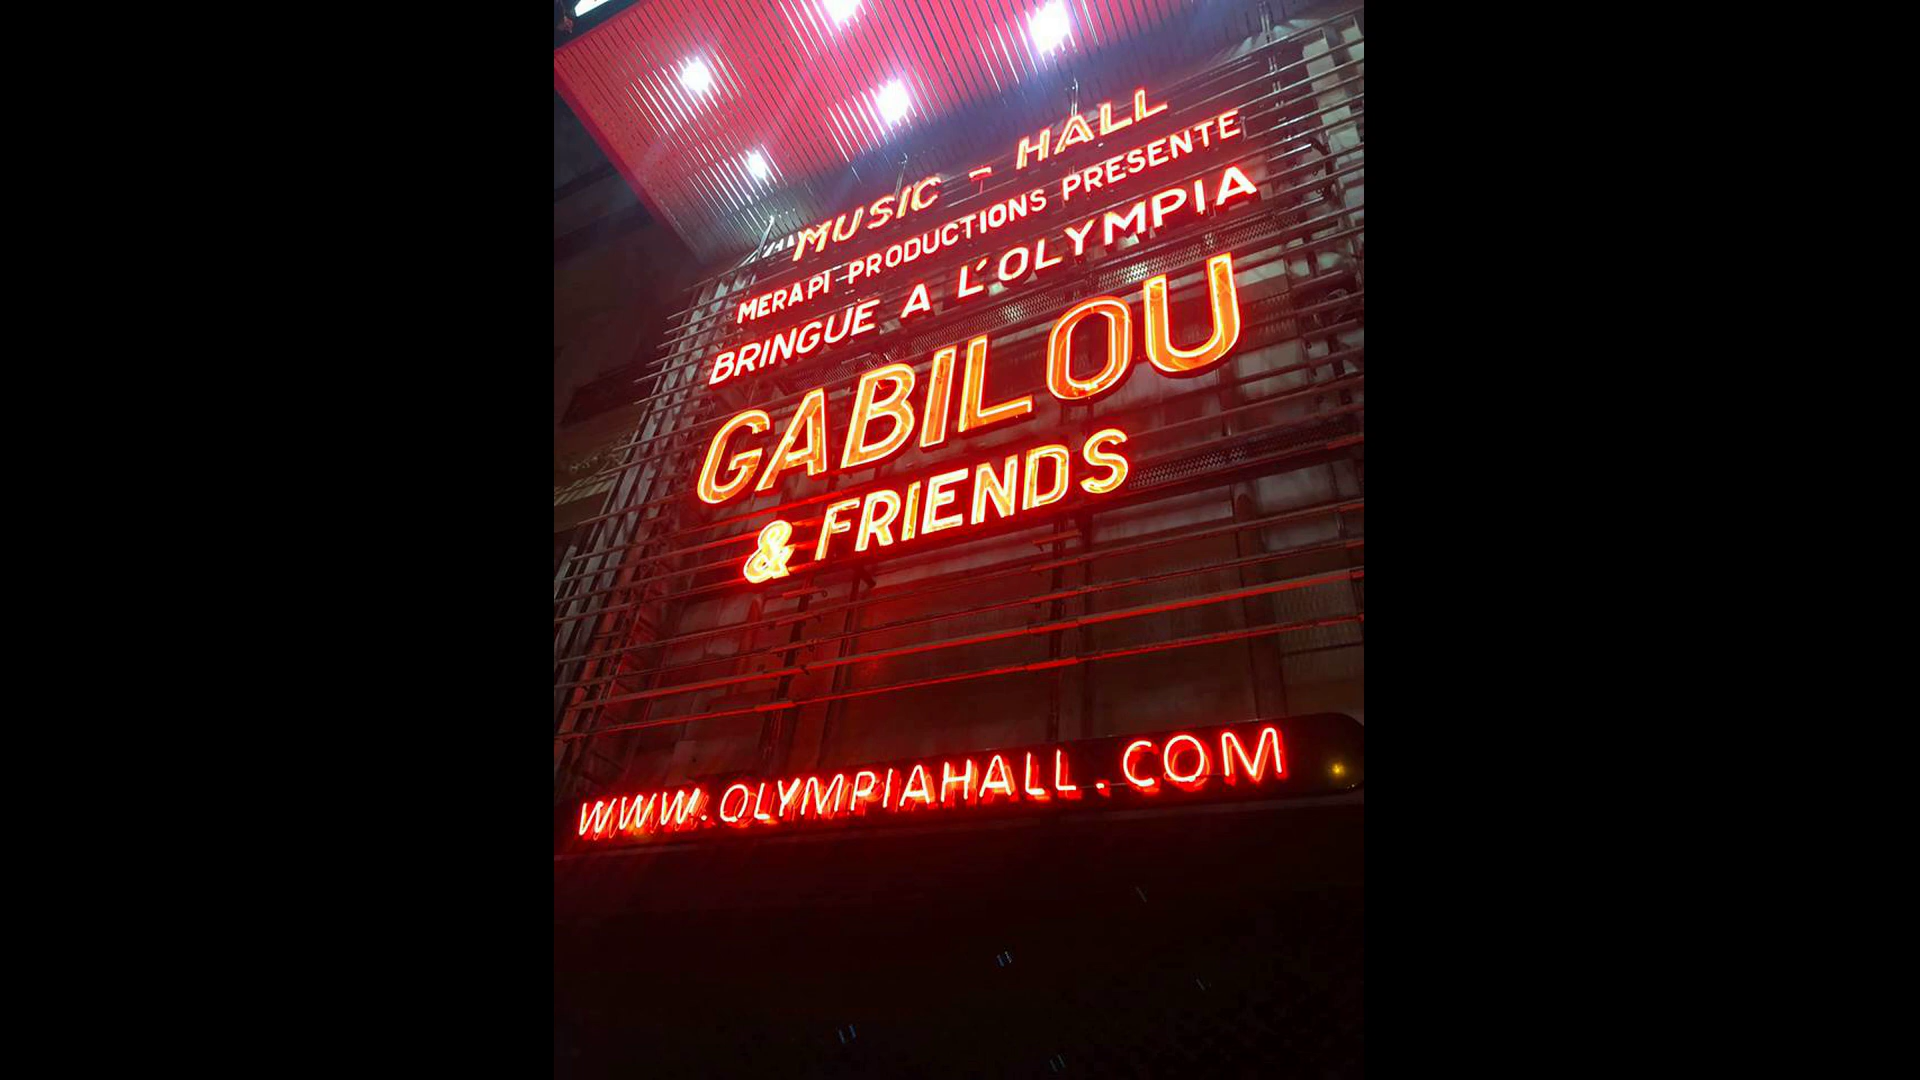 MUSIC - HALL
MERAPI PRODUCTIONS PRESENTE
BRINGUE A L'OLYMPIA
GABILOU
& FRIENDS
WWW.OLYMPIAHALL.COM